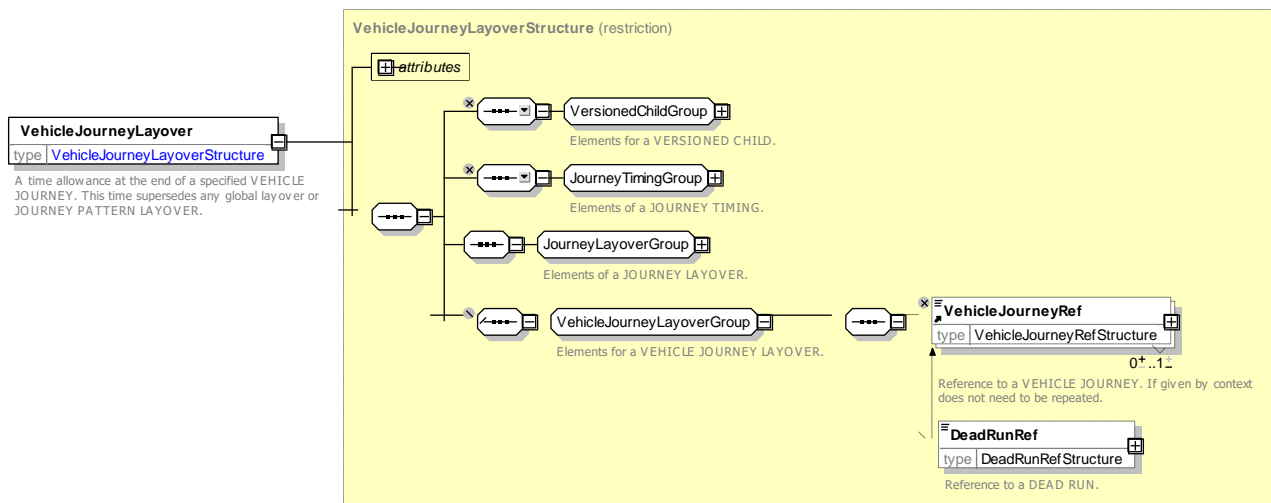 VehicleJourneyLayoverStructure (restriction)
attributes
VersionedChildGroup
Elements for a VERSIONED CHILD.
VehicleJourneyLayover
type VehicleJourneyLayoverStructure
A time allowance at the end of a specified VEHICLE
JOURNEY. This time supersedes any global layover or
JOURNEY PATTERN LAYOVER.
JourneyTimingGroup
Elements of a JOURNEY TIMING.
JourneyLayoverGroup
Elements of a JOURNEY LAYOVER.
VehicleJourneyLayoverGroup
Elements for a VEHICLE JOURNEY LAYOVER.
VehicleJourneyRef
type VehicleJourneyRefStructure
0..1
Reference to a VEHICLE JOURNEY. If given by context
does not need to be repeated.
DeadRunRef
type DeadRunRefStructure
Reference to a DEAD RUN.